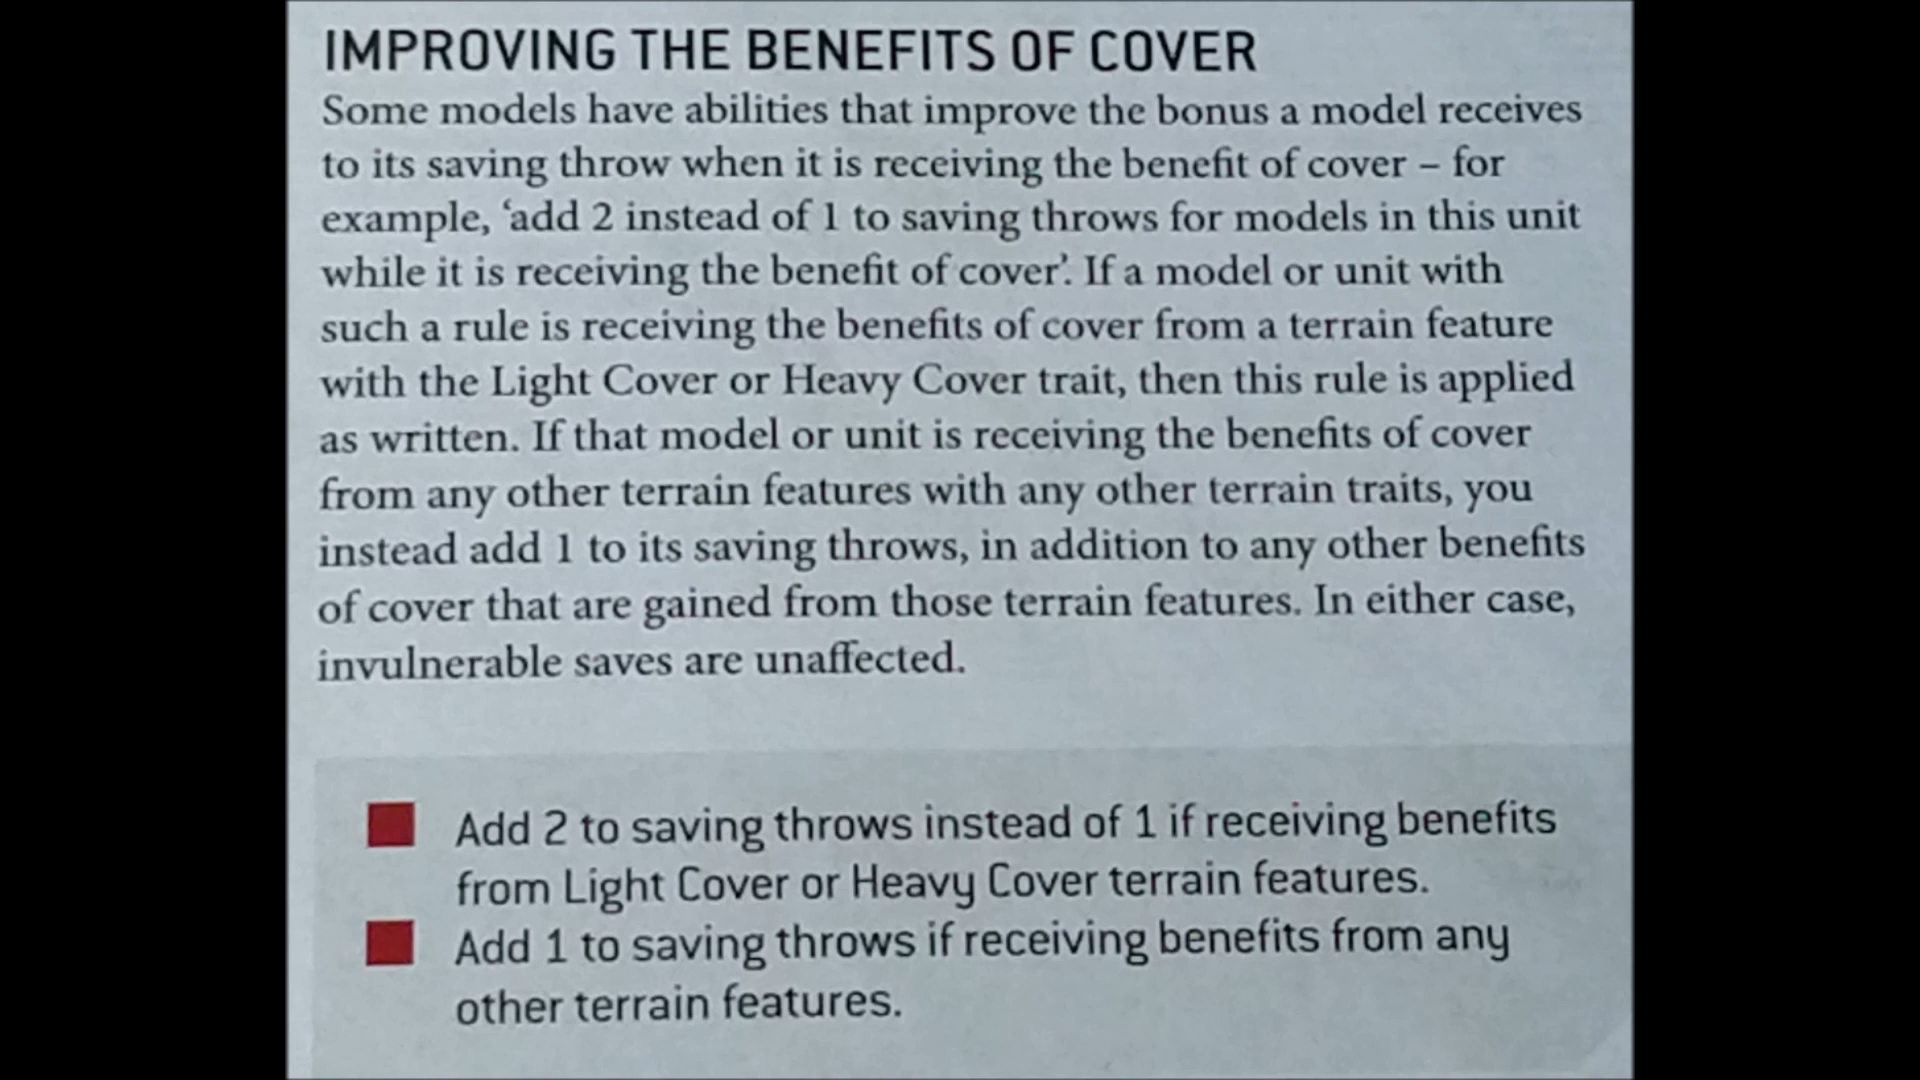 IMPROVING THE BENEFITS OF COVER
Some models have abilities that improve the bonus a model receives
to its saving throw when it is receiving the benefit of cover – for
example, ‘add 2 instead of 1 to saving throws for models in this unit
while it is receiving the benefit of cover’. If a model or unit with
such a rule is receiving the benefits of cover from a terrain feature
with the Light Cover or Heavy Cover trait, then this rule is applied
as written. If that model or unit is receiving the benefits of cover
from any other terrain features with any other terrain traits, you
instead add 1 to its saving throws, in addition to any other benefits
of cover that are gained from those terrain features. In either case,
invulnerable saves are unaffected.
Add 2 to saving throws instead of 1 if receiving benefits
from Light Cover or Heavy Cover terrain features.
Add 1 to saving throws if receiving benefits from any
other terrain features.